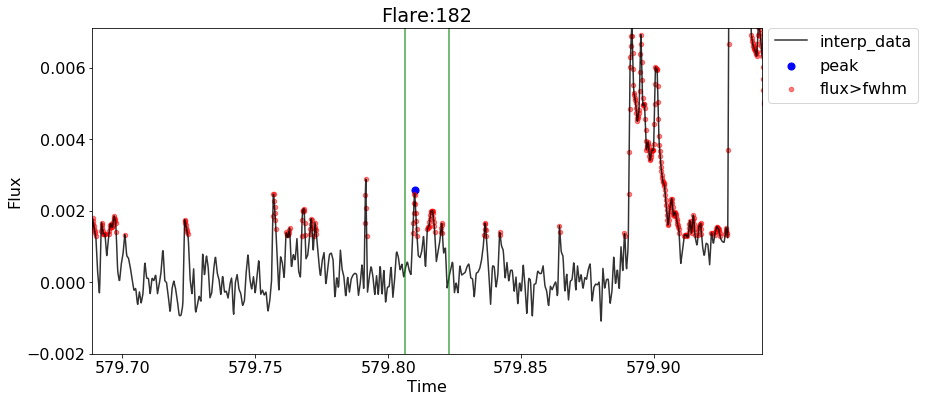 Flare:182
interp_data
peak
flux>fwhm
0.006
0.004
0.002
0.000
−0.002
Flux
579.70 579.75 579.80 579.85 579.90
Time